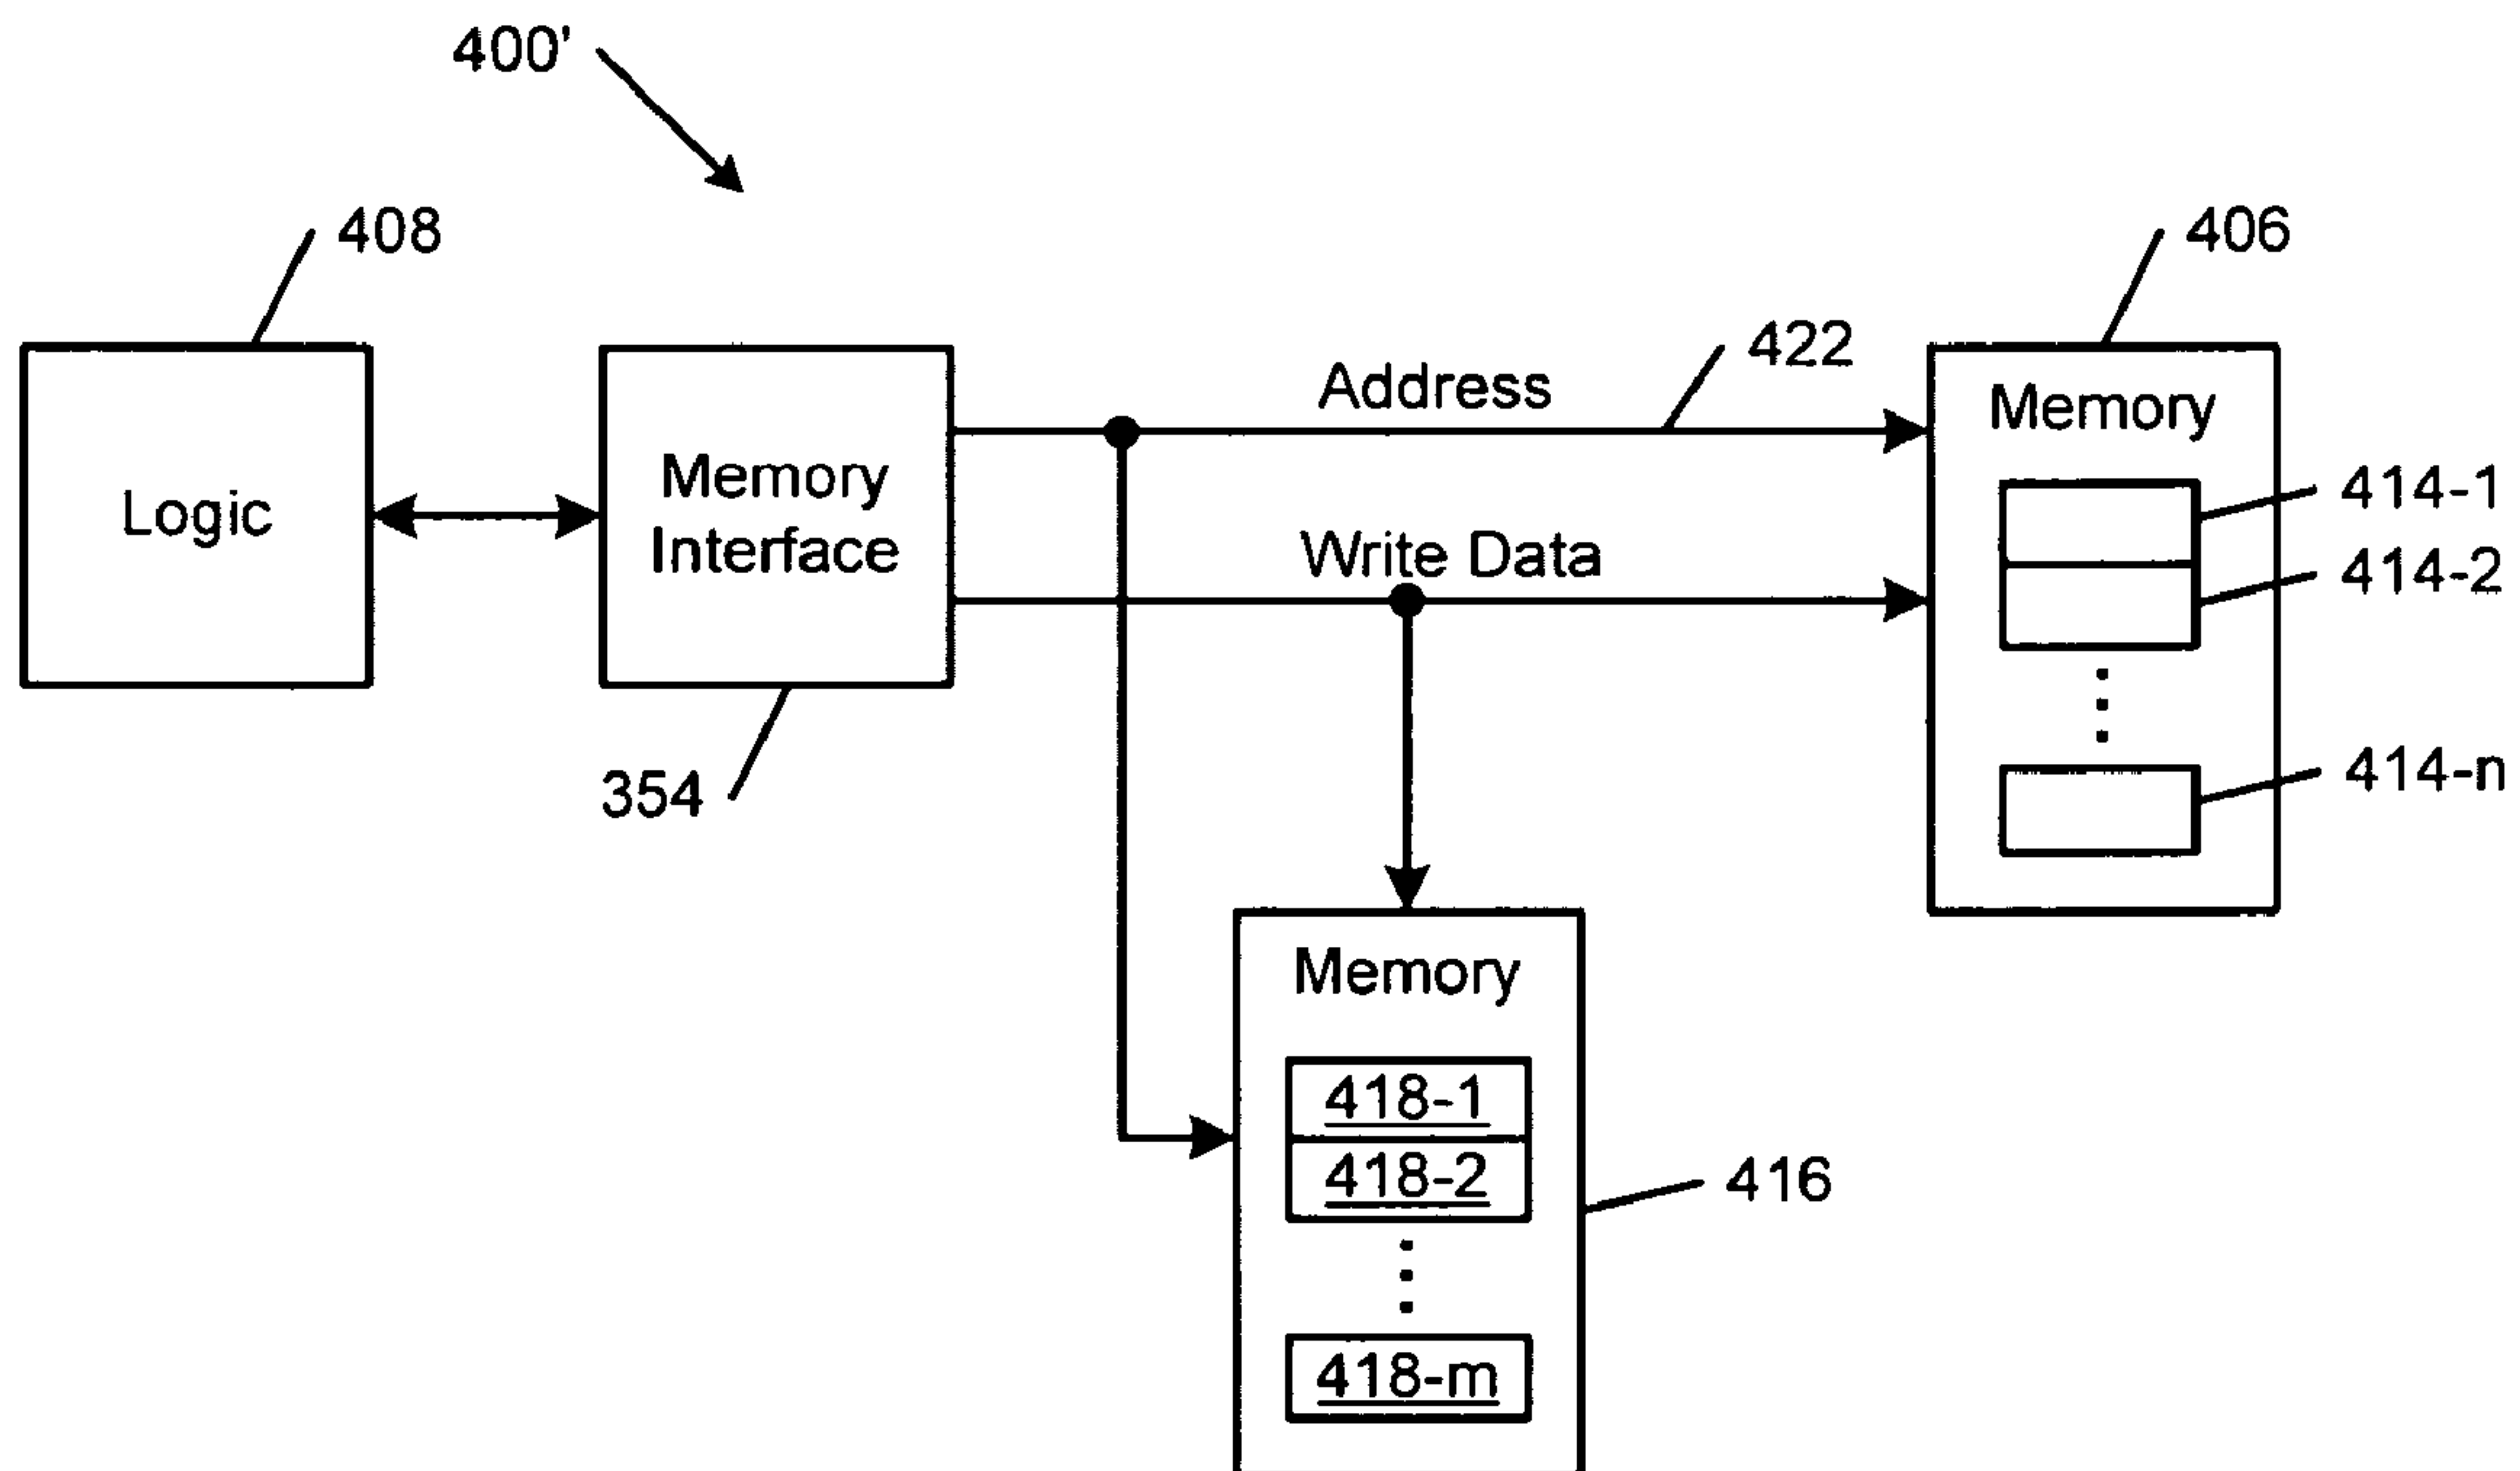 400'
408
406
422
Address
Memory
Logic
Memory
Interface
414-1
Write Data
414-2
354
414-n
Memory
418-1
418-2
416
418-m